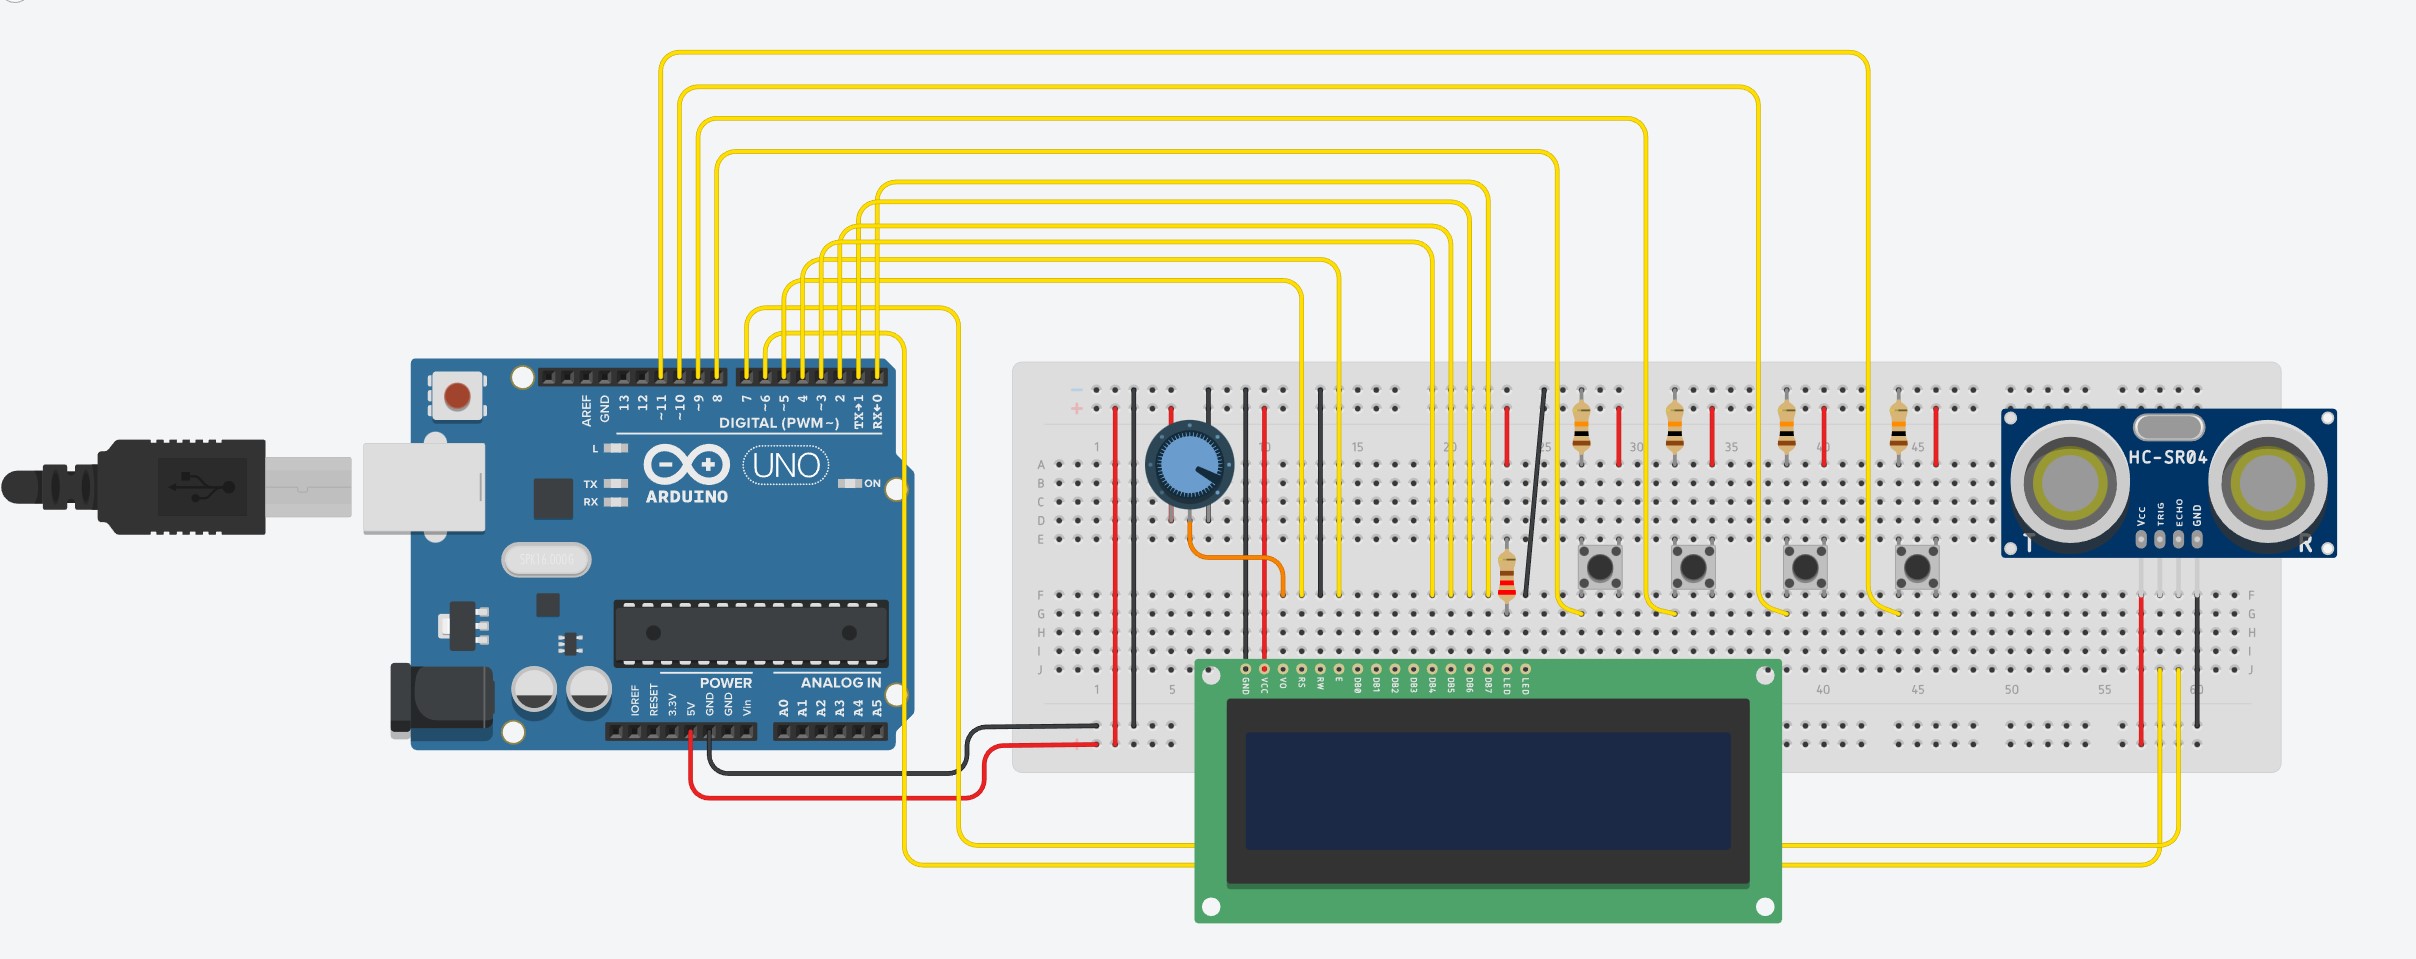 AREF
GND
13
12
~11
~10
~9
8
7
~6
~5
4
~3
2
TX→1
RX←0
DIGITAL (PWM~)
L
TX
RX
ARDUINO
UNO
ON
POWER
ANALOG IN
IOREF
RESET
3.3V
5V
GND
GND
Vin
A0
A1
A2
A3
A4
A5
1 10 15 20 25 30 35 40 45
A
B
C
D
E
F F
G G
H H
I I
J J
1 5 40 45 50 55 60
HC-SR04
VCC
TRIG
ECHO
GND
T R
GND
VCC
VO
RS
RW
E
DB0
DB1
DB2
DB3
DB4
DB5
DB6
DB7
LED
LED